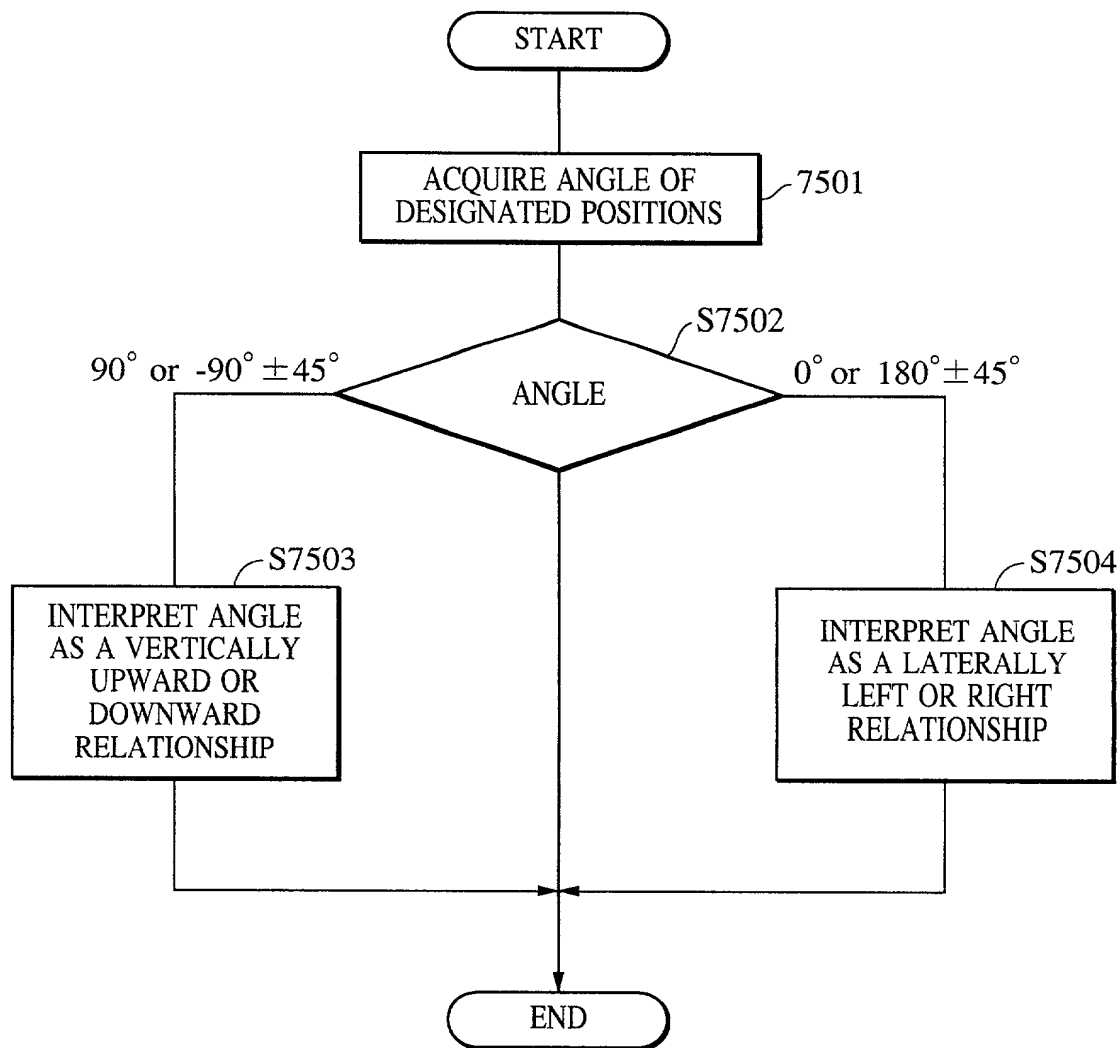 START
ACQUIRE ANGLE OF
DESIGNATED POSITIONS
7501
S7502
90° or -90° ±45°
0° or 180° ±45°
ANGLE
S7503
S7504
INTERPRET ANGLE
AS A VERTICALLY
UPWARD OR
DOWNWARD
RELATIONSHIP
INTERPRET ANGLE
AS A LATERALLY
LEFT OR RIGHT
RELATIONSHIP
END